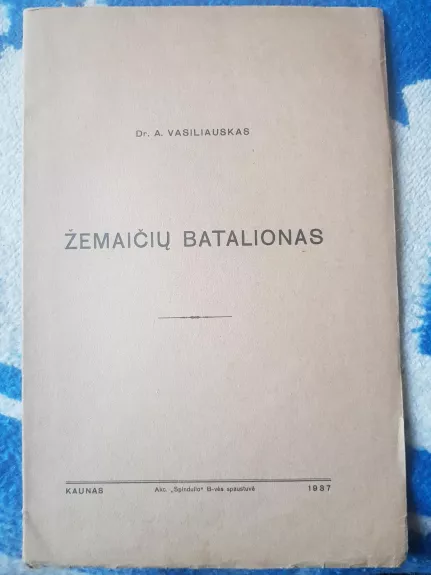 Dr. A. VASILIAUSKAS
ŽEMAIČIŲ BATALIONAS
KAUNAS Akc. „Spindulio“ B-vės spaustuvė 1937